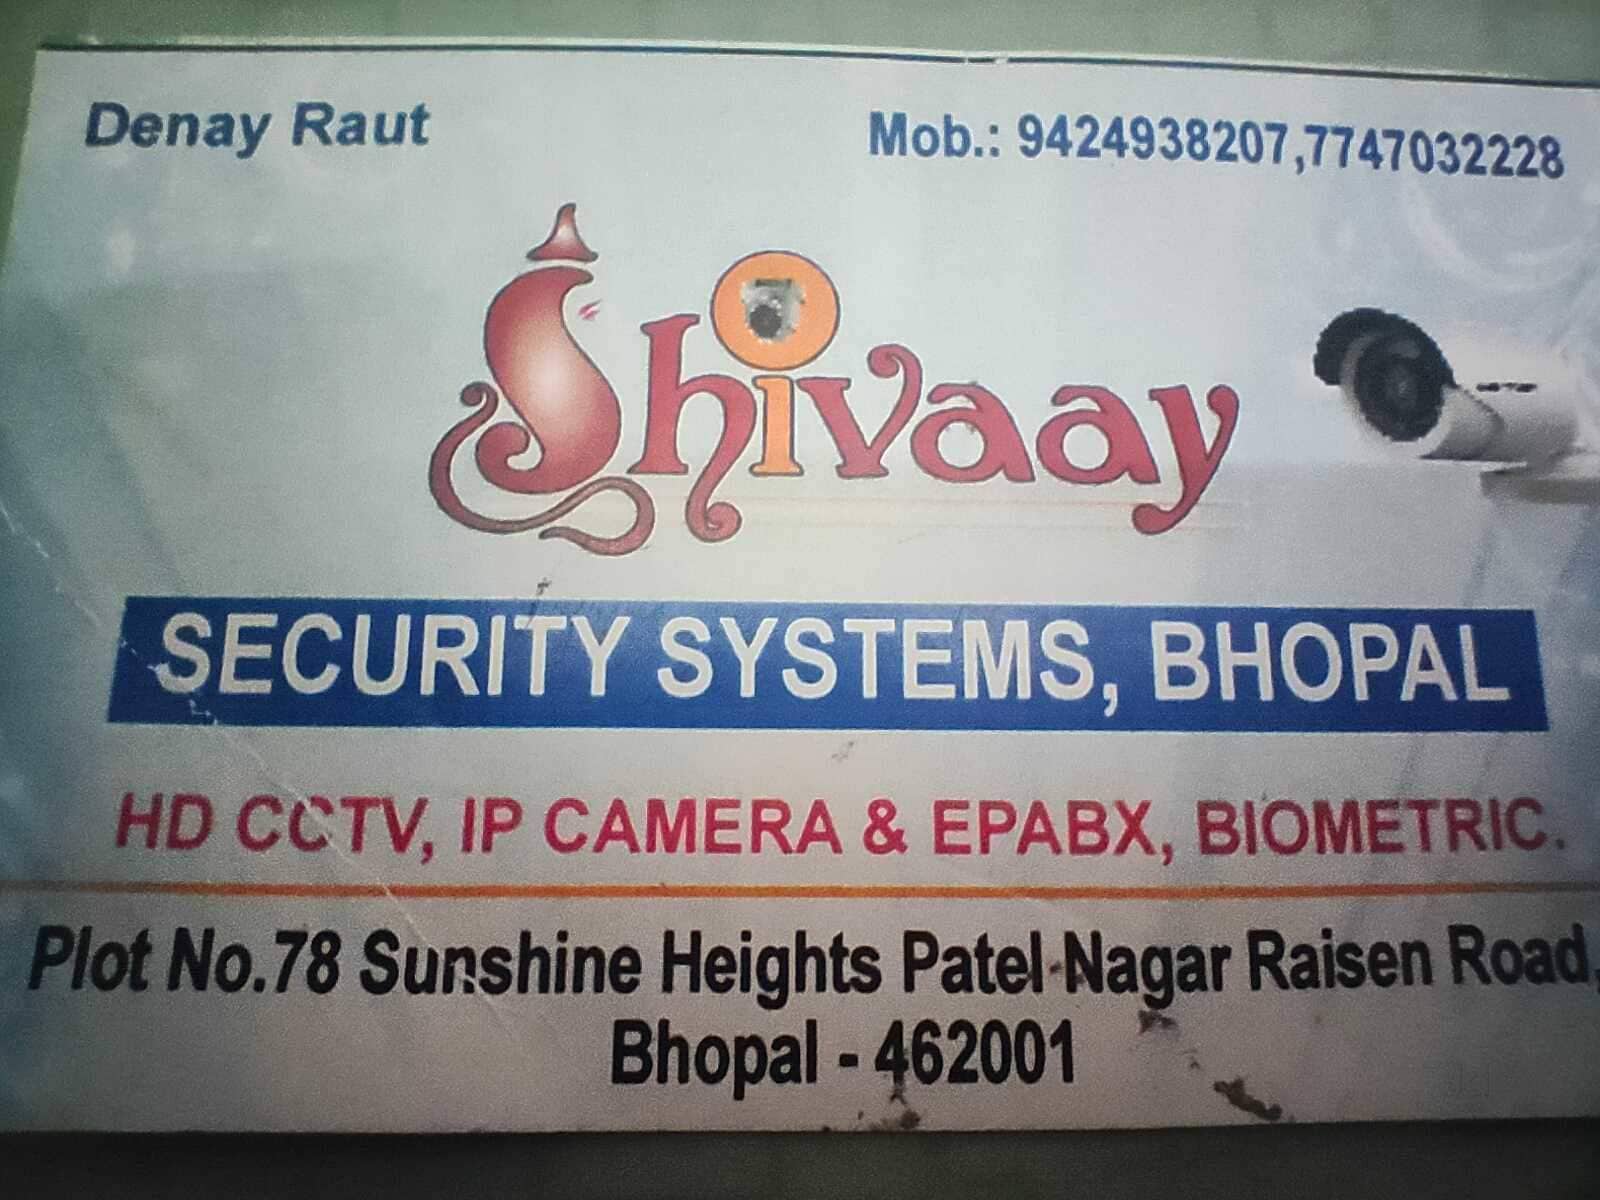 Denay Raut
Mob.: 9424938207,7747032228
Shivaay
SECURITY SYSTEMS, BHOPAL
HD CCTV, IP CAMERA & EPABX, BIOMETRIC.
Plot No.78 Sunshine Heights Patel Nagar Raisen Road,
Bhopal - 462001